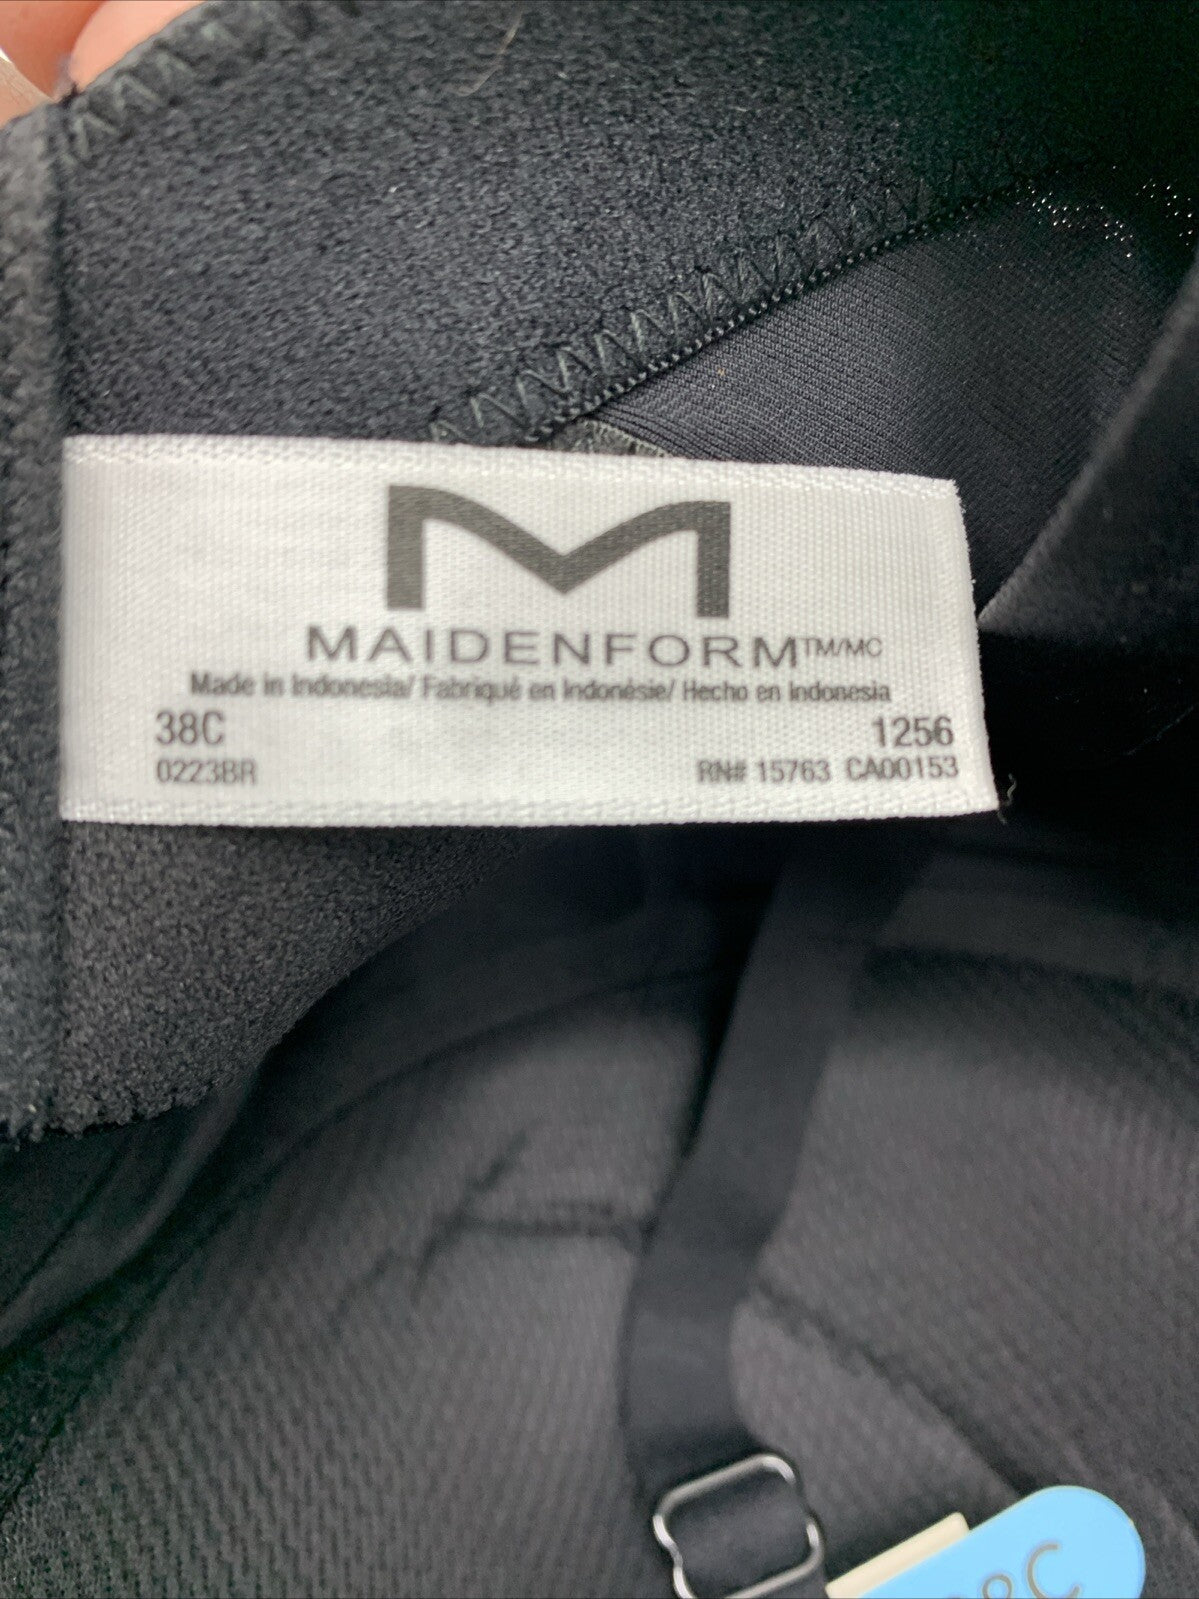 M
MAIDENFORM™/MC
Made in Indonesia/ Fabriqué en Indonésie/ Hecho en Indonesia
38C 1256
0223BR RN# 15763 CA00153